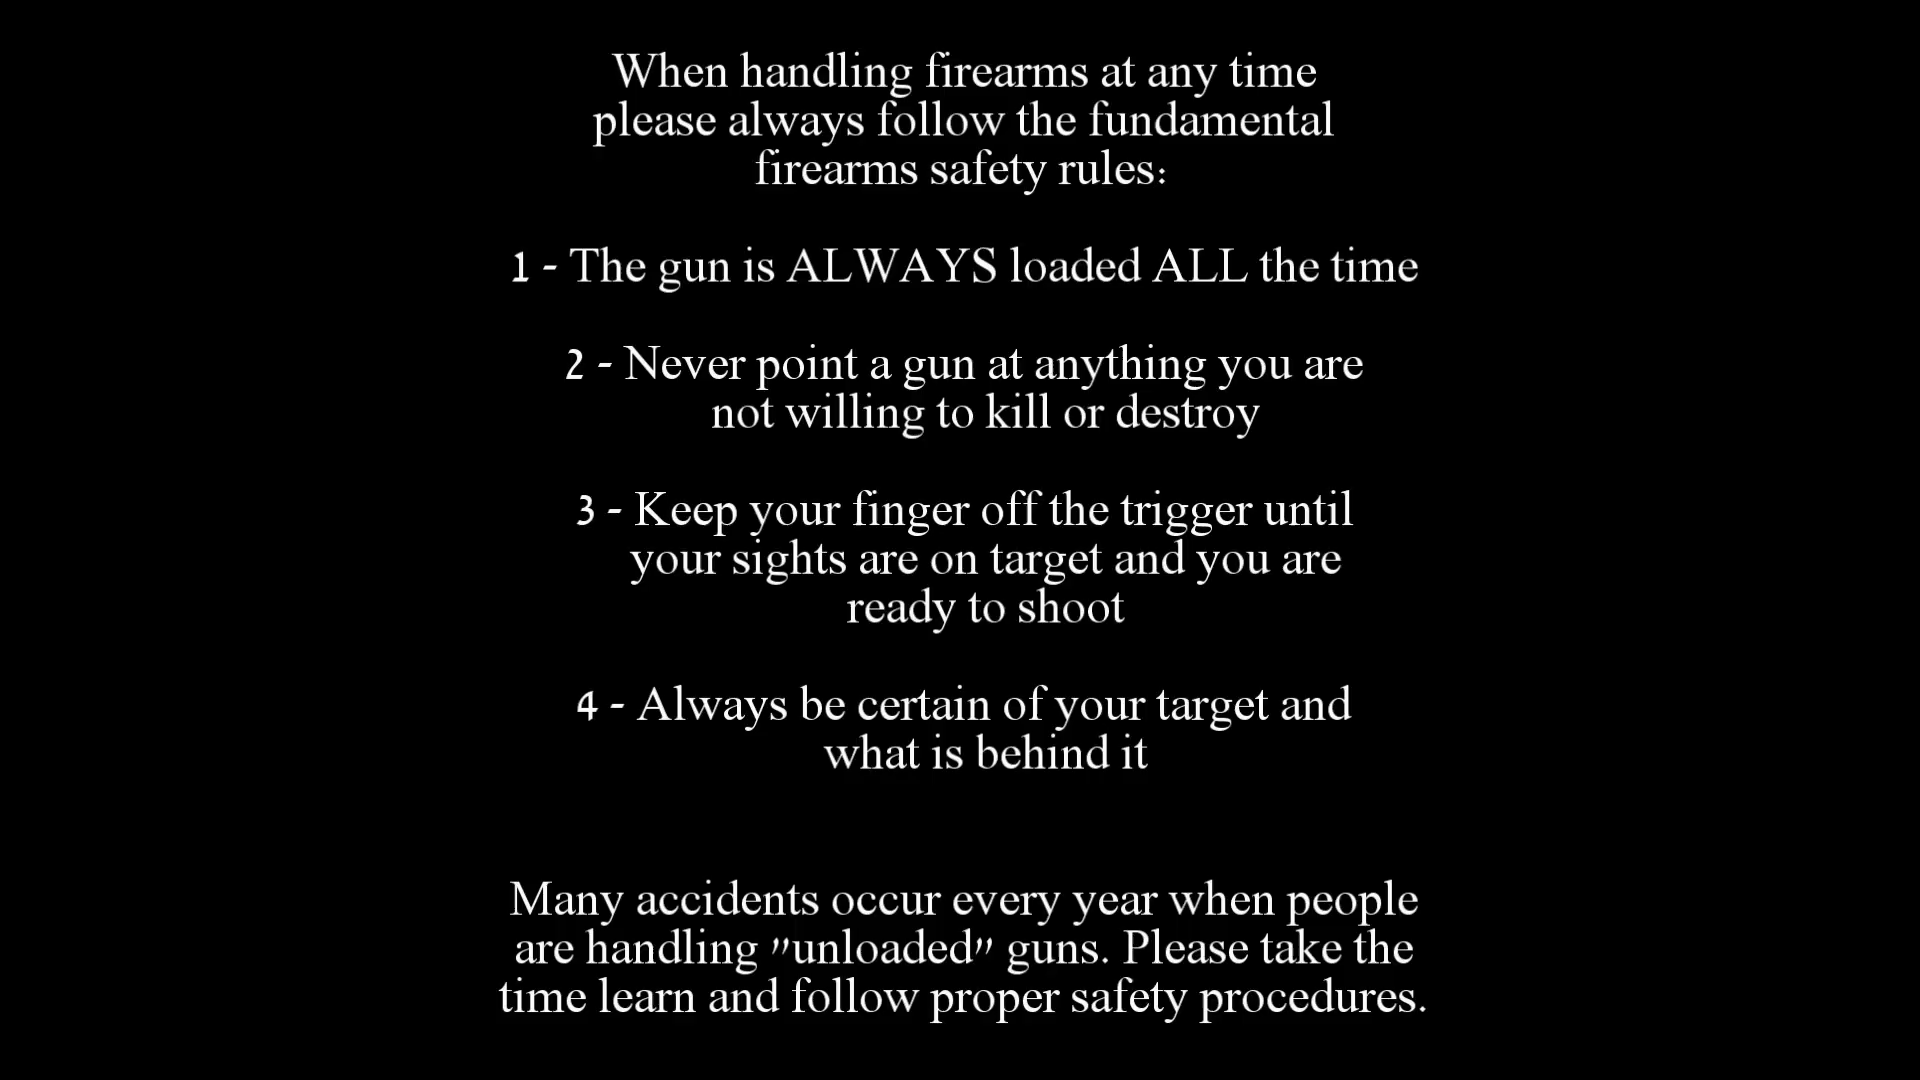 When handling firearms at any time
please always follow the fundamental
firearms safety rules:
1 - The gun is ALWAYS loaded ALL the time
2 - Never point a gun at anything you are
not willing to kill or destroy
3 - Keep your finger off the trigger until
your sights are on target and you are
ready to shoot
4 - Always be certain of your target and
what is behind it
Many accidents occur every year when people
are handling "unloaded" guns. Please take the
time learn and follow proper safety procedures.